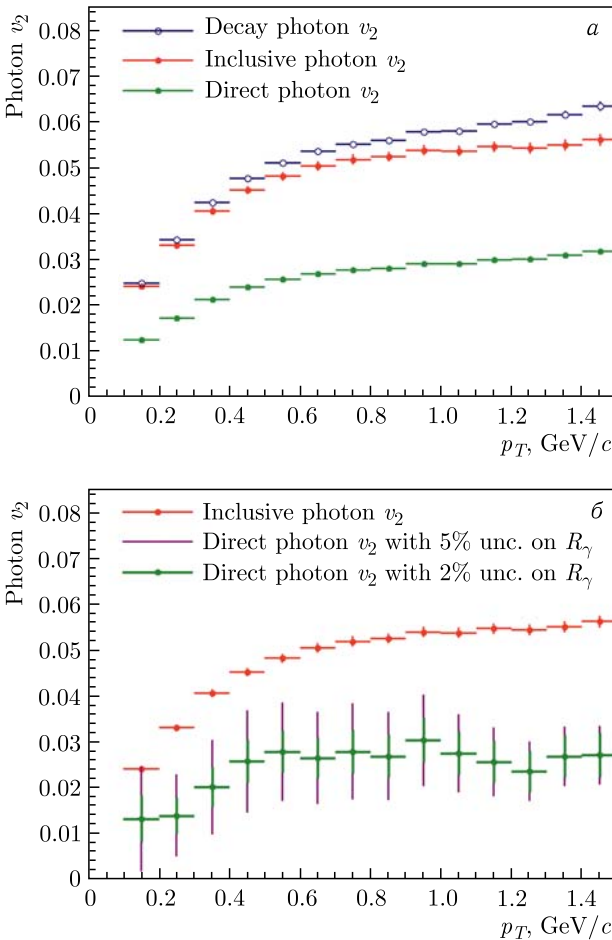 Photon v₂
0.08
0.07
0.06
0.05
0.04
0.03
0.02
0.01
0
Decay photon v₂
Inclusive photon v₂
Direct photon v₂
а
0 0.2 0.4 0.6 0.8 1.0 1.2 1.4
p_T, GeV/c
Photon v₂
0.08
0.07
0.06
0.05
0.04
0.03
0.02
0.01
0
Inclusive photon v₂
Direct photon v₂ with 5% unc. on R_γ
Direct photon v₂ with 2% unc. on R_γ
б
0 0.2 0.4 0.6 0.8 1.0 1.2 1.4
p_T, GeV/c